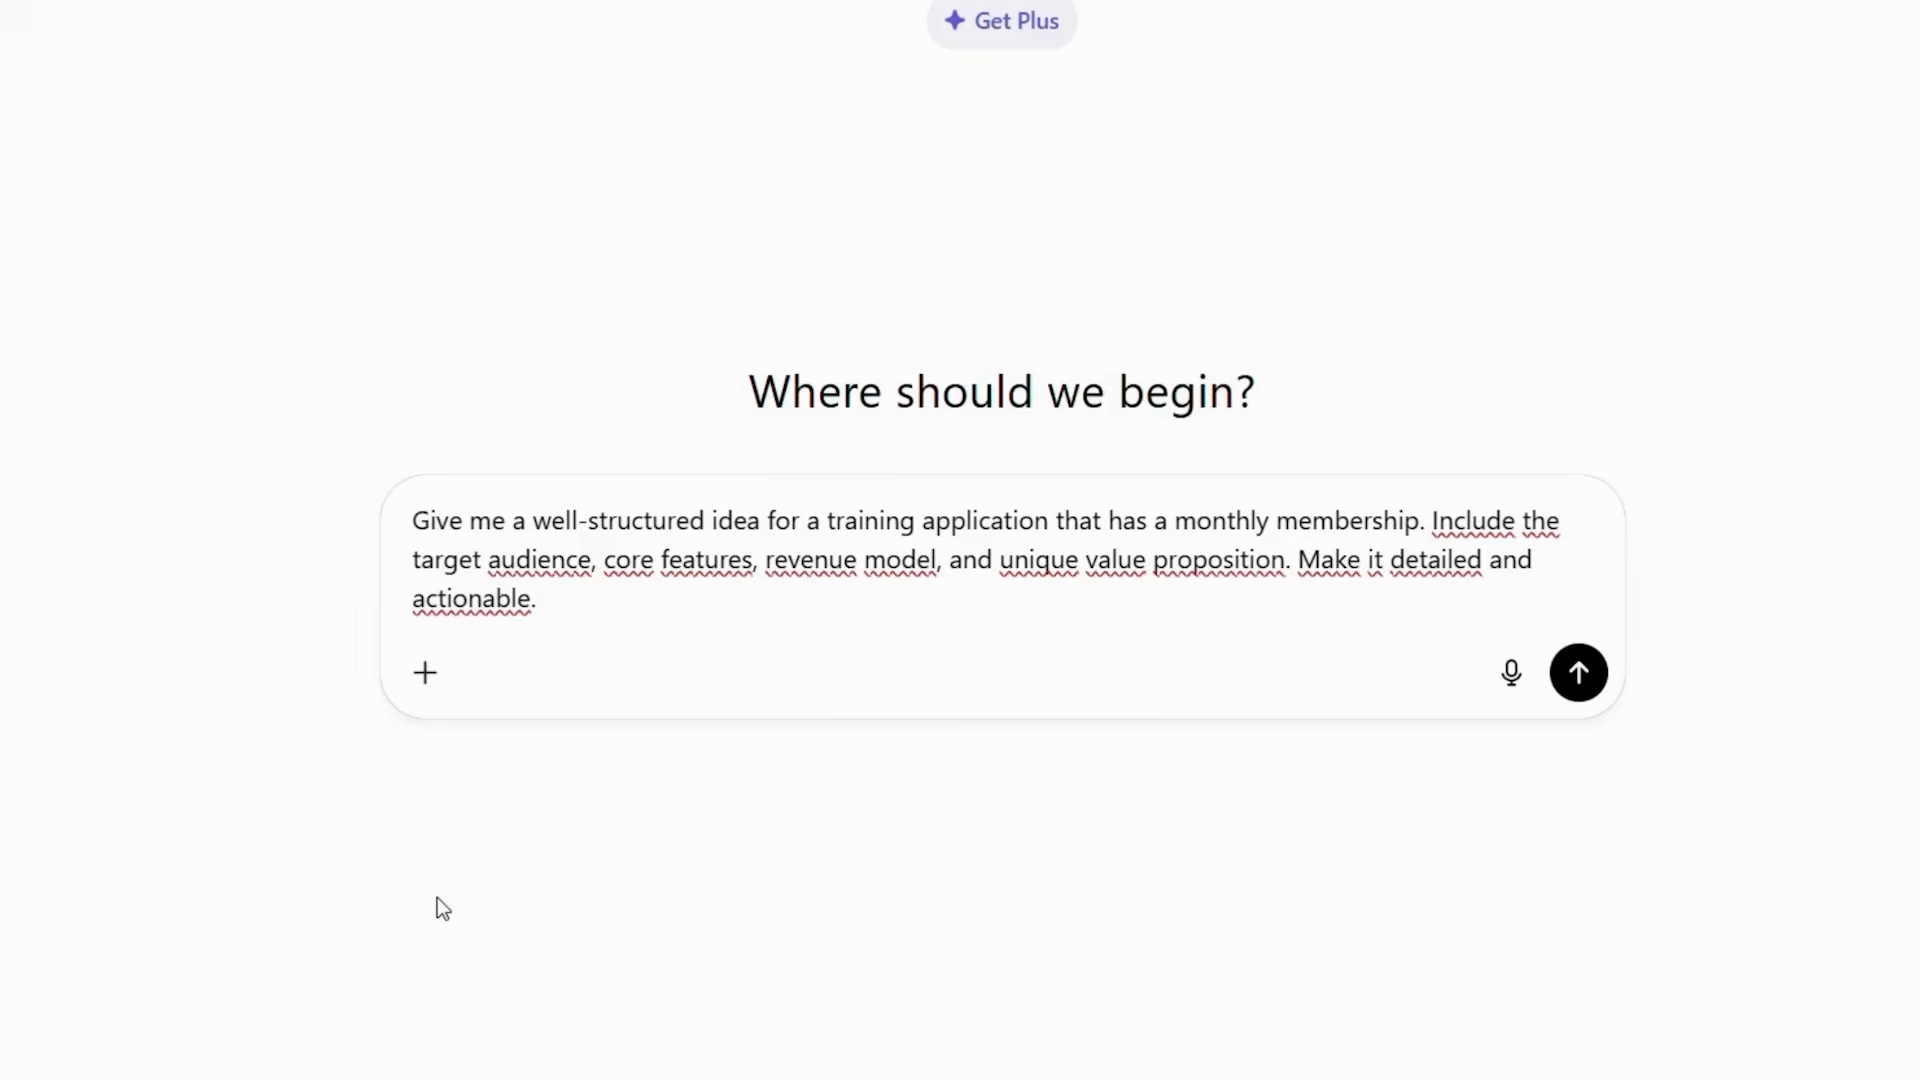 Get Plus
Where should we begin?
Give me a well-structured idea for a training application that has a monthly membership. Include the
target audience, core features, revenue model, and unique value proposition. Make it detailed and
actionable.